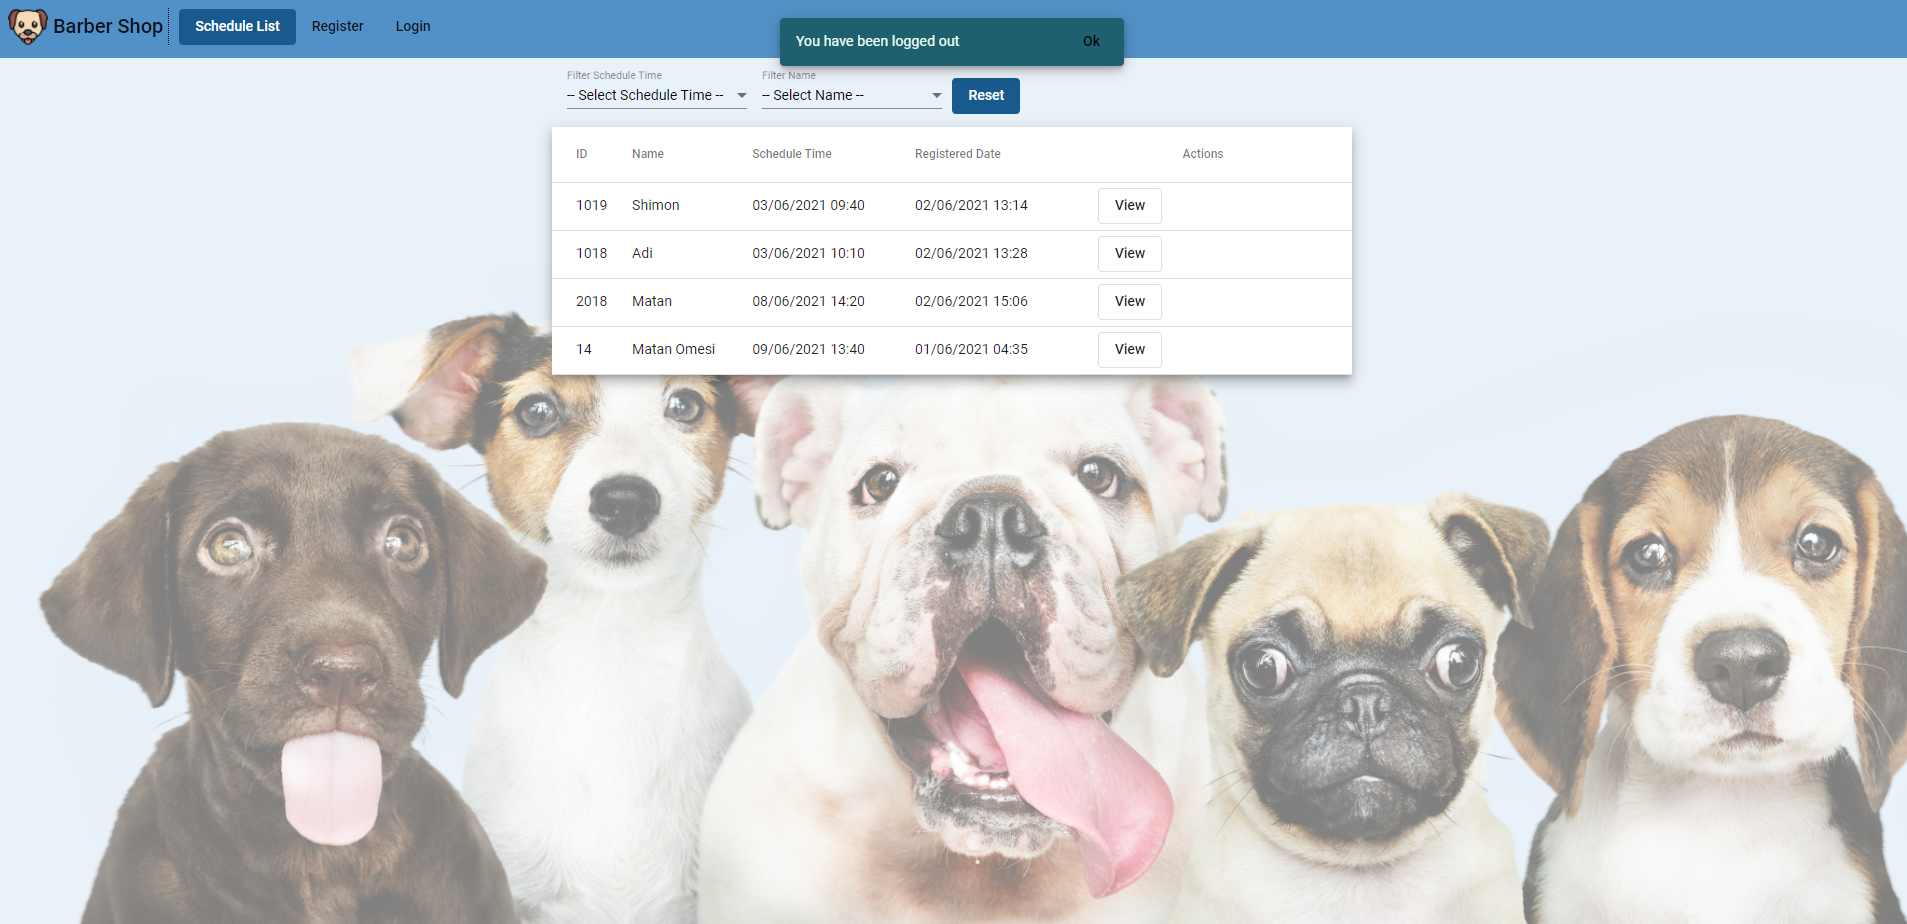 Barber Shop
Schedule List
Register
Login
You have been logged out
Ok
Filter Schedule Time
-- Select Schedule Time --
Filter Name
-- Select Name --
Reset
ID Name Schedule Time Registered Date Actions
1019 Shimon 03/06/2021 09:40 02/06/2021 13:14 View
1018 Adi 03/06/2021 10:10 02/06/2021 13:28 View
2018 Matan 08/06/2021 14:20 02/06/2021 15:06 View
14 Matan Omesi 09/06/2021 13:40 01/06/2021 04:35 View